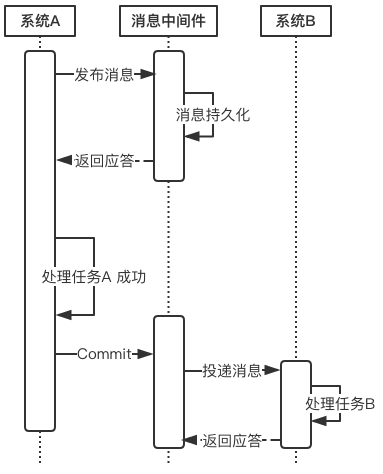 系统A
消息中间件
系统B
发布消息
消息持久化
返回应答
处理任务A 成功
Commit
投递消息
处理任务B
返回应答